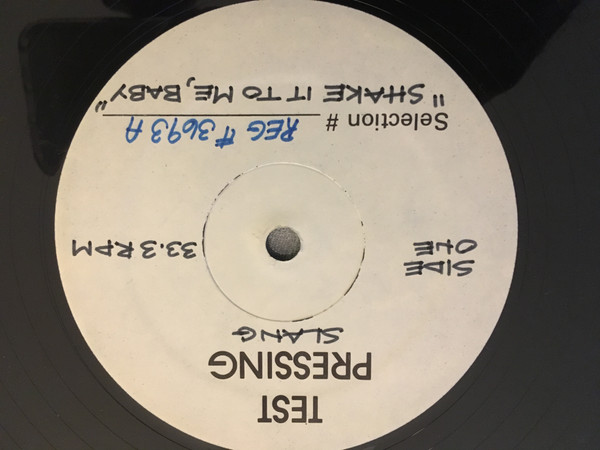 TEST
PRESSING
SLANG
SIDE
ONE
33.3 RPM
Selection # REG # 3693 A
"SHAKE IT TO ME, BABY"